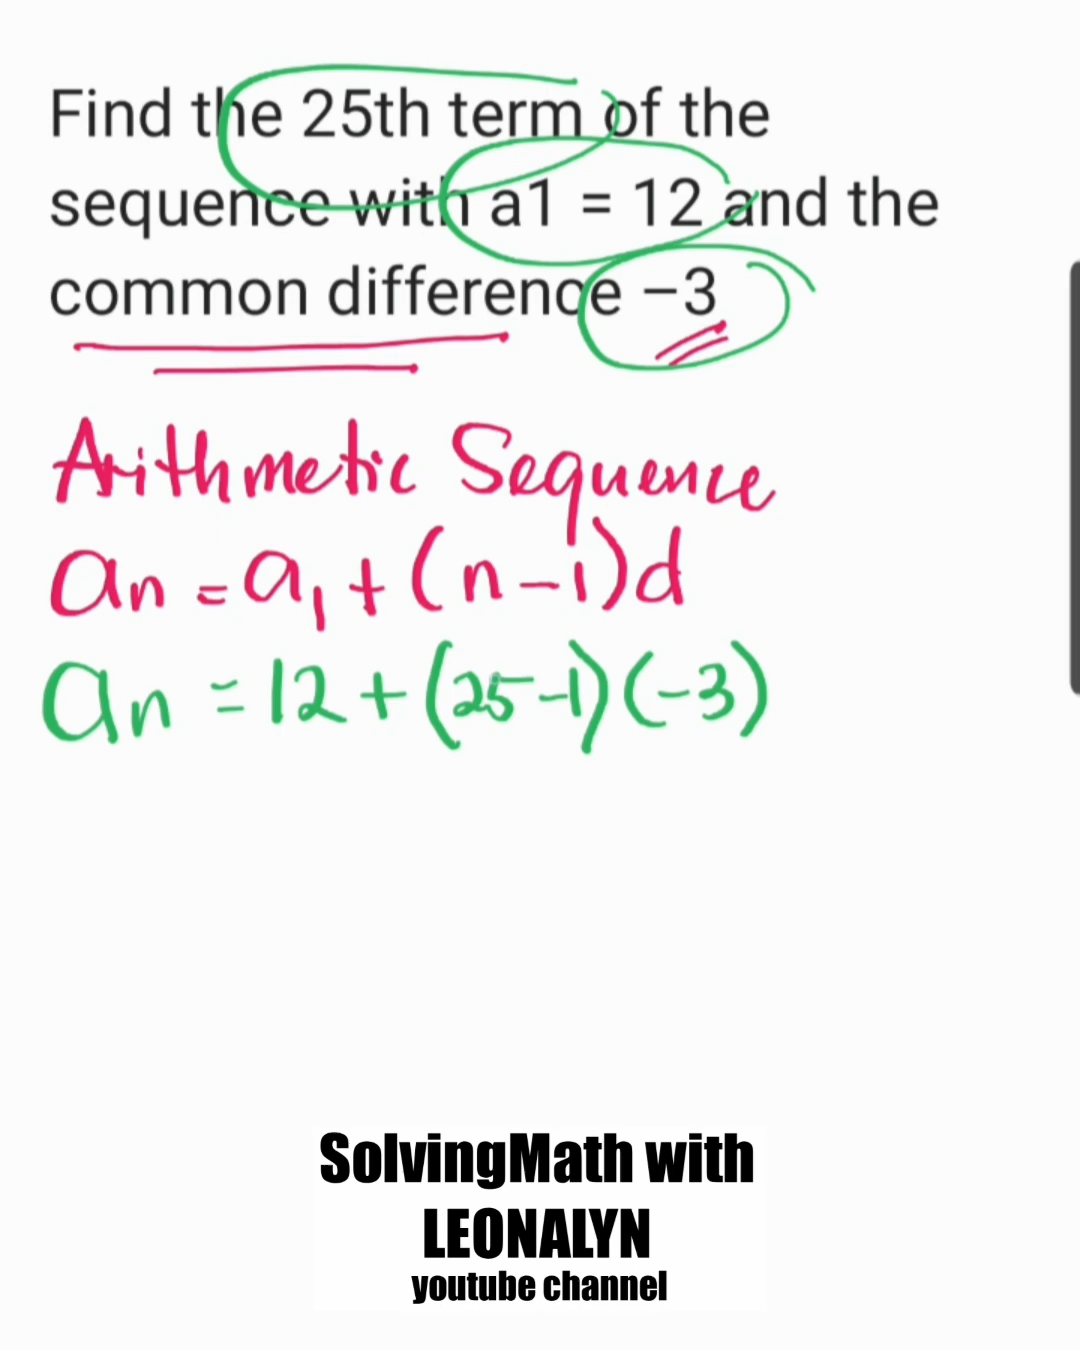 Find the 25th term of the
sequence with a1 = 12 and the
common difference –3
Arithmetic Sequence
an = a1 + (n-1)d
an = 12 + (25-1)(-3)
SolvingMath with
LEONALYN
youtube channel